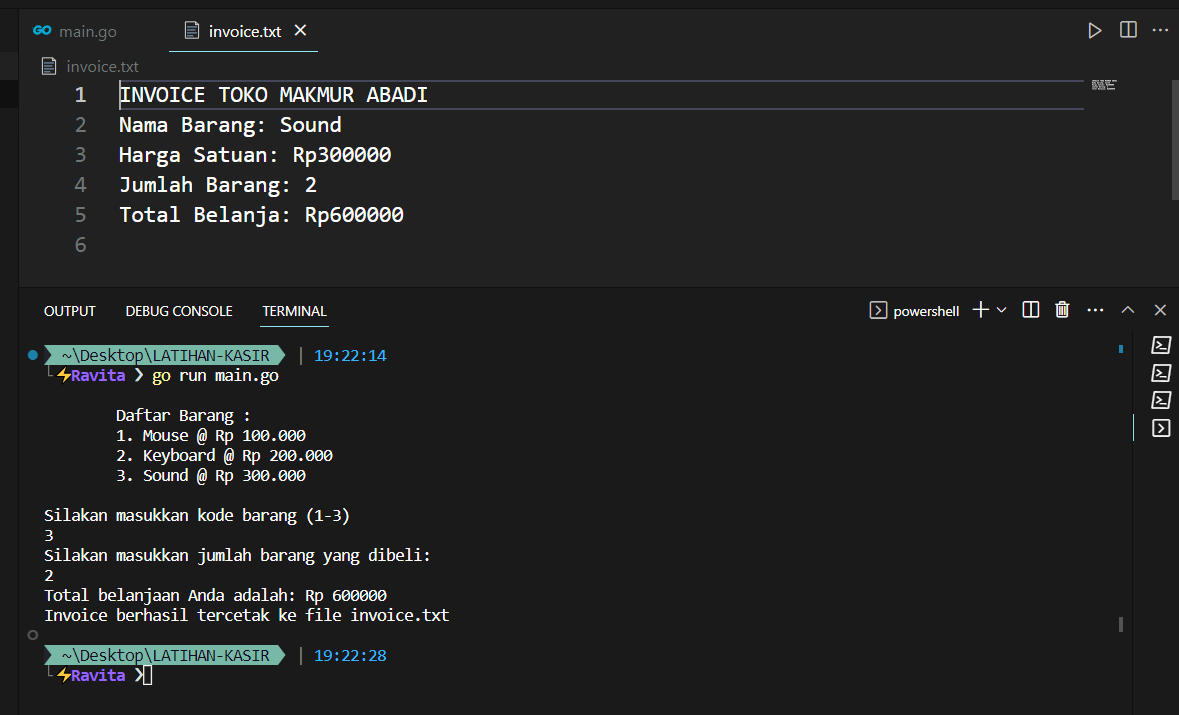 GO main.go invoice.txt
invoice.txt
1 INVOICE TOKO MAKMUR ABADI
2 Nama Barang: Sound
3 Harga Satuan: Rp300000
4 Jumlah Barang: 2
5 Total Belanja: Rp600000
6
OUTPUT DEBUG CONSOLE TERMINAL powershell
~\Desktop\LATIHAN-KASIR | 19:22:14
Ravita ❯ go run main.go
Daftar Barang :
1. Mouse @ Rp 100.000
2. Keyboard @ Rp 200.000
3. Sound @ Rp 300.000
Silakan masukkan kode barang (1-3)
3
Silakan masukkan jumlah barang yang dibeli:
2
Total belanjaan Anda adalah: Rp 600000
Invoice berhasil tercetak ke file invoice.txt
~\Desktop\LATIHAN-KASIR | 19:22:28
Ravita ❯